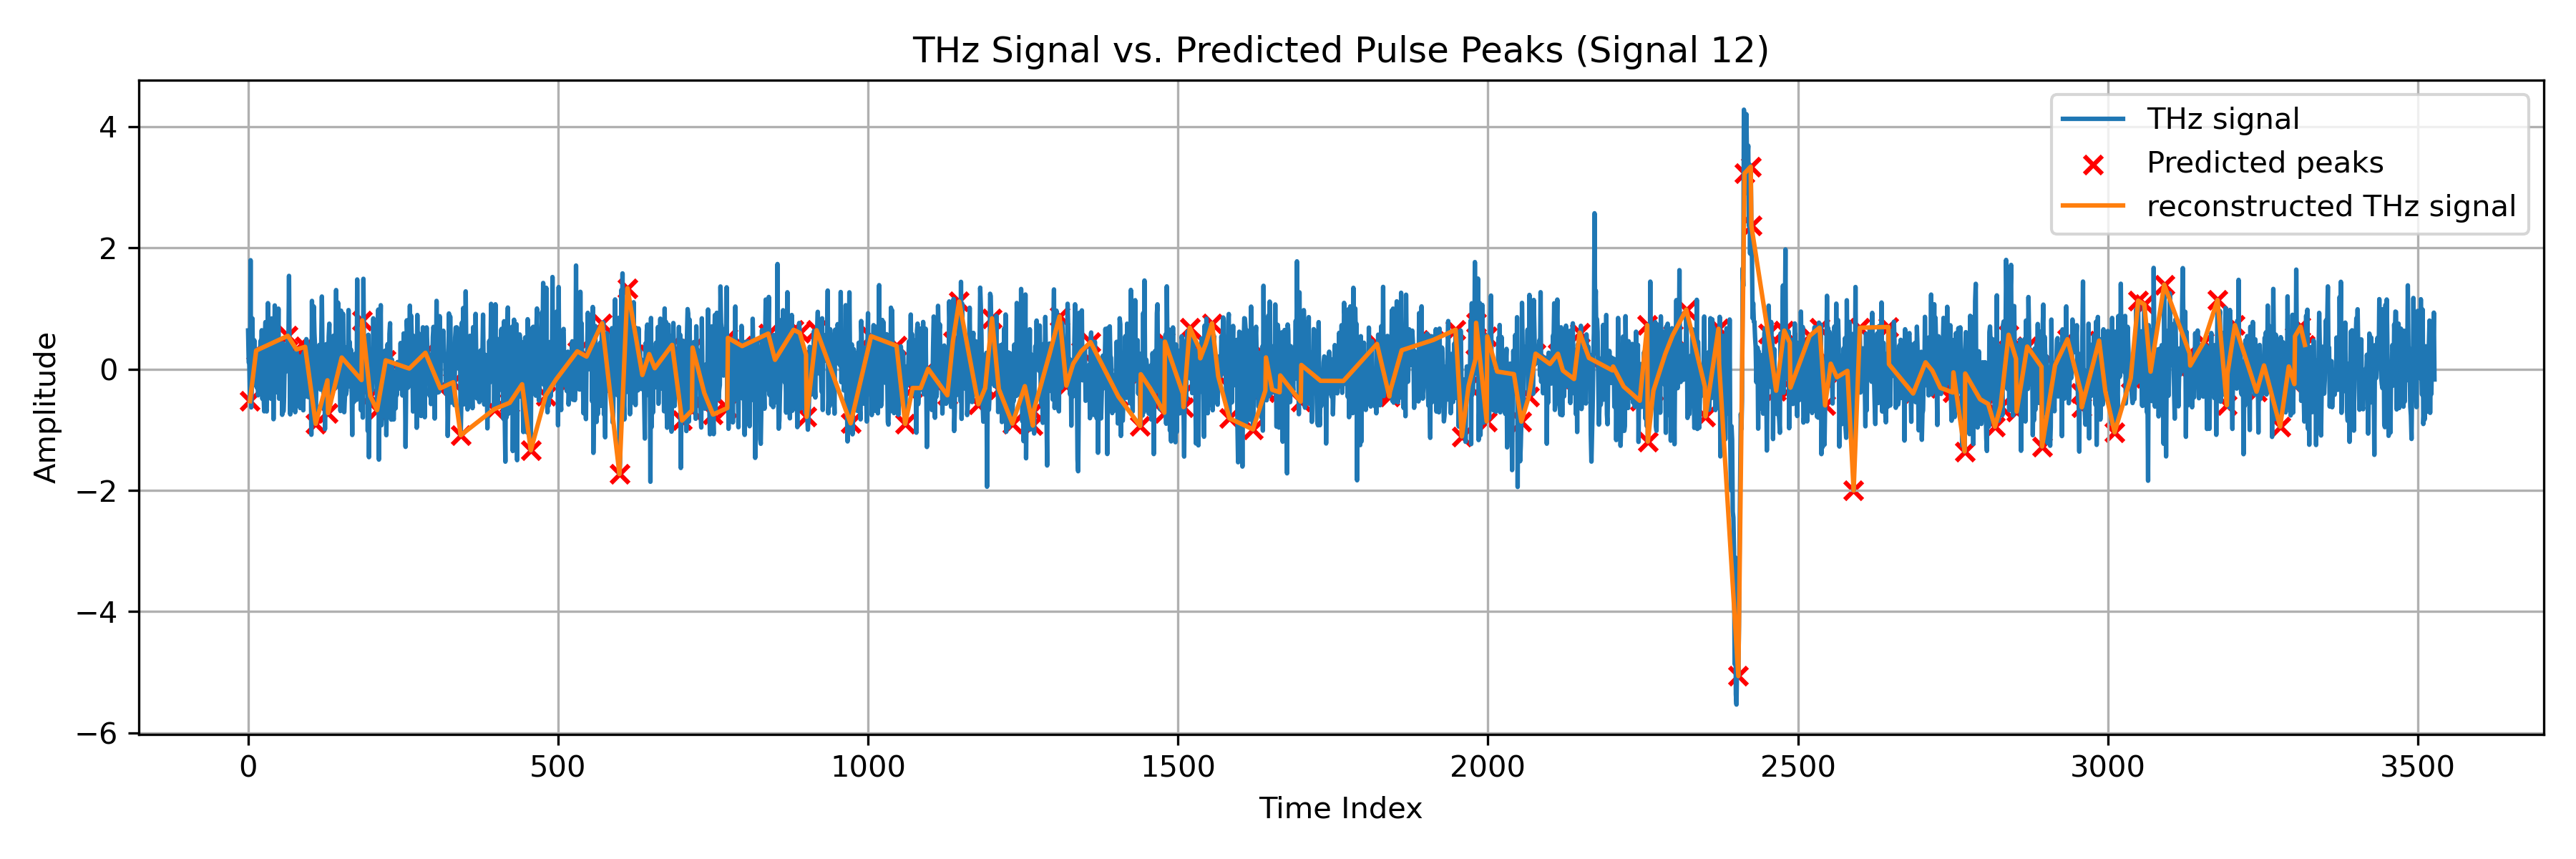 THz Signal vs. Predicted Pulse Peaks (Signal 12)
THz signal
Predicted peaks
reconstructed THz signal
Amplitude
4
2
0
−2
−4
−6
0 500 1000 1500 2000 2500 3000 3500
Time Index